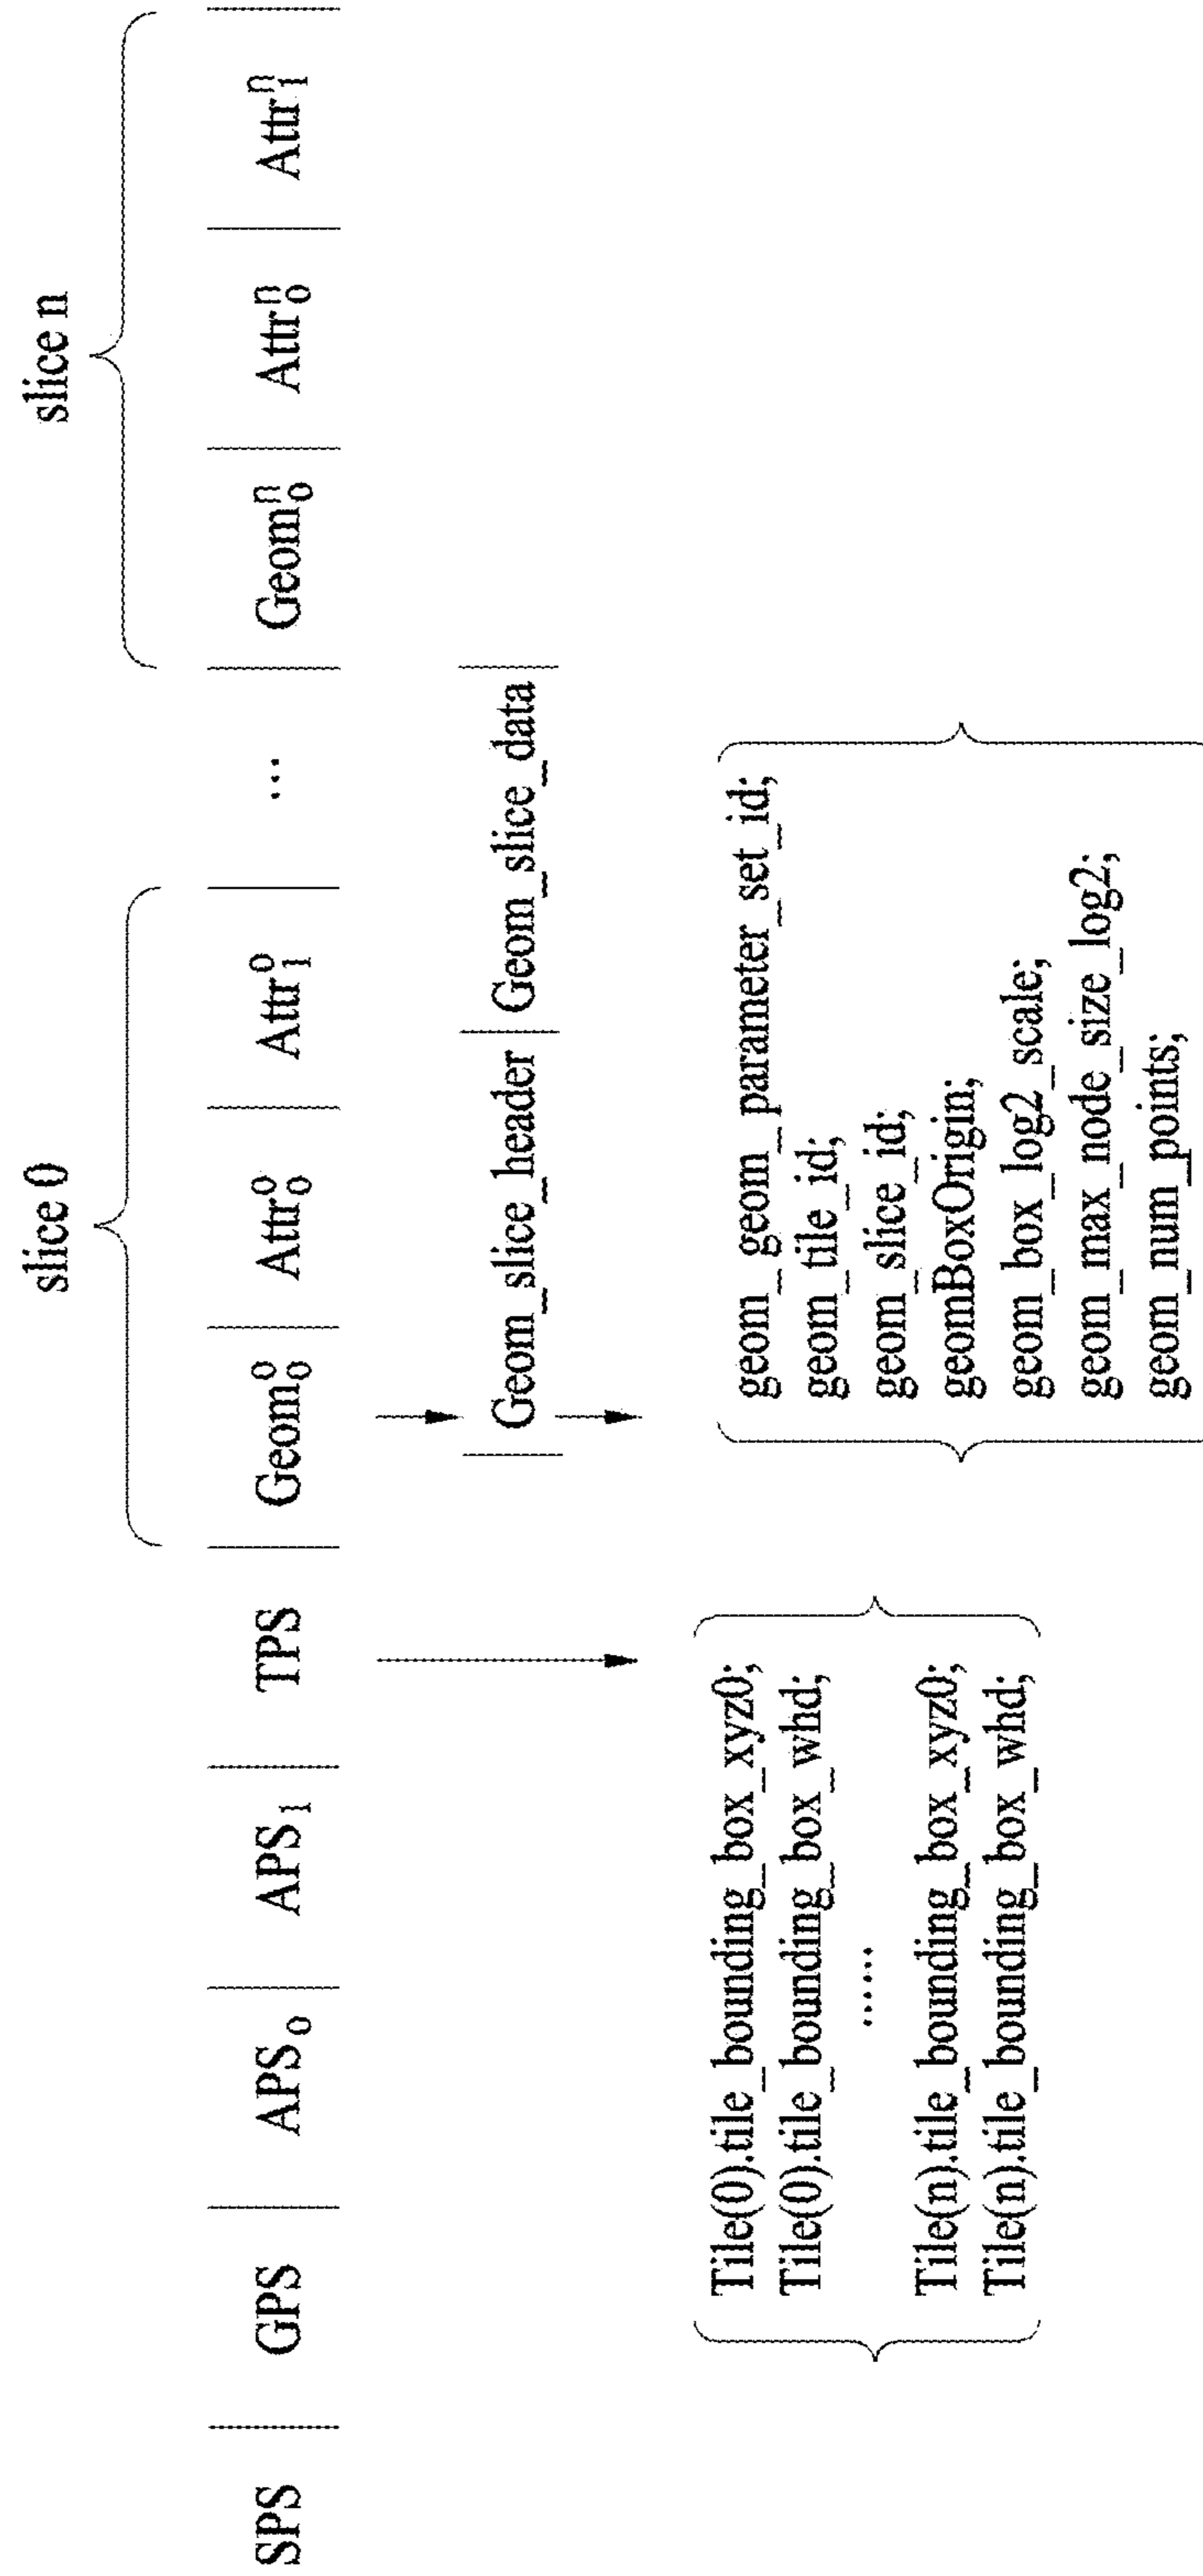 slice 0
slice n
SPS GPS APS₀ APS₁ TPS Geom₀⁰ Attr₀⁰ Attr₁⁰ ... Geom₀ⁿ Attr₀ⁿ Attr₁ⁿ
Geom_slice_header Geom_slice_data
Tile(0).tile_bounding_box_xyz0;
Tile(0).tile_bounding_box_whd;
......
Tile(n).tile_bounding_box_xyz0;
Tile(n).tile_bounding_box_whd;
geom_geom_parameter_set_id;
geom_tile_id;
geom_slice_id;
geomBoxOrigin;
geom_box_log2_scale;
geom_max_node_size_log2;
geom_num_points;